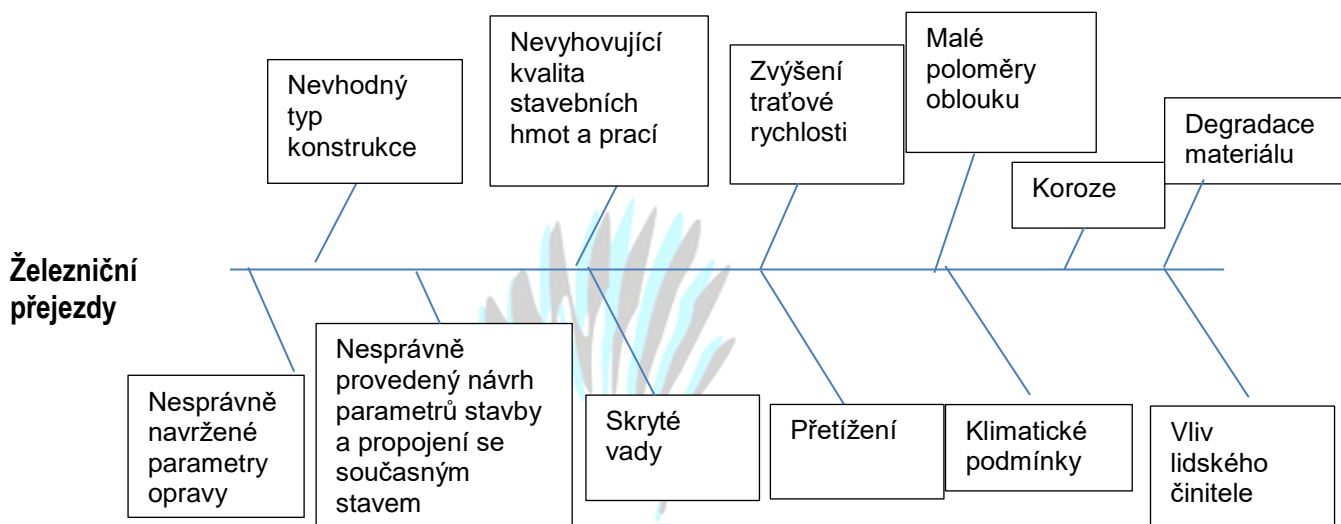 Nevhodný
typ
konstrukce
Nevyhovující
kvalita
stavebních
hmot a prací
Zvýšení
traťové
rychlosti
Malé
poloměry
oblouku
Koroze
Degradace
materiálu
Železniční
přejezdy
Nesprávně
navržené
parametry
opravy
Nesprávně
provedený návrh
parametrů stavby
a propojení se
současným
stavem
Skryté
vady
Přetížení
Klimatické
podmínky
Vliv
lidského
činitele